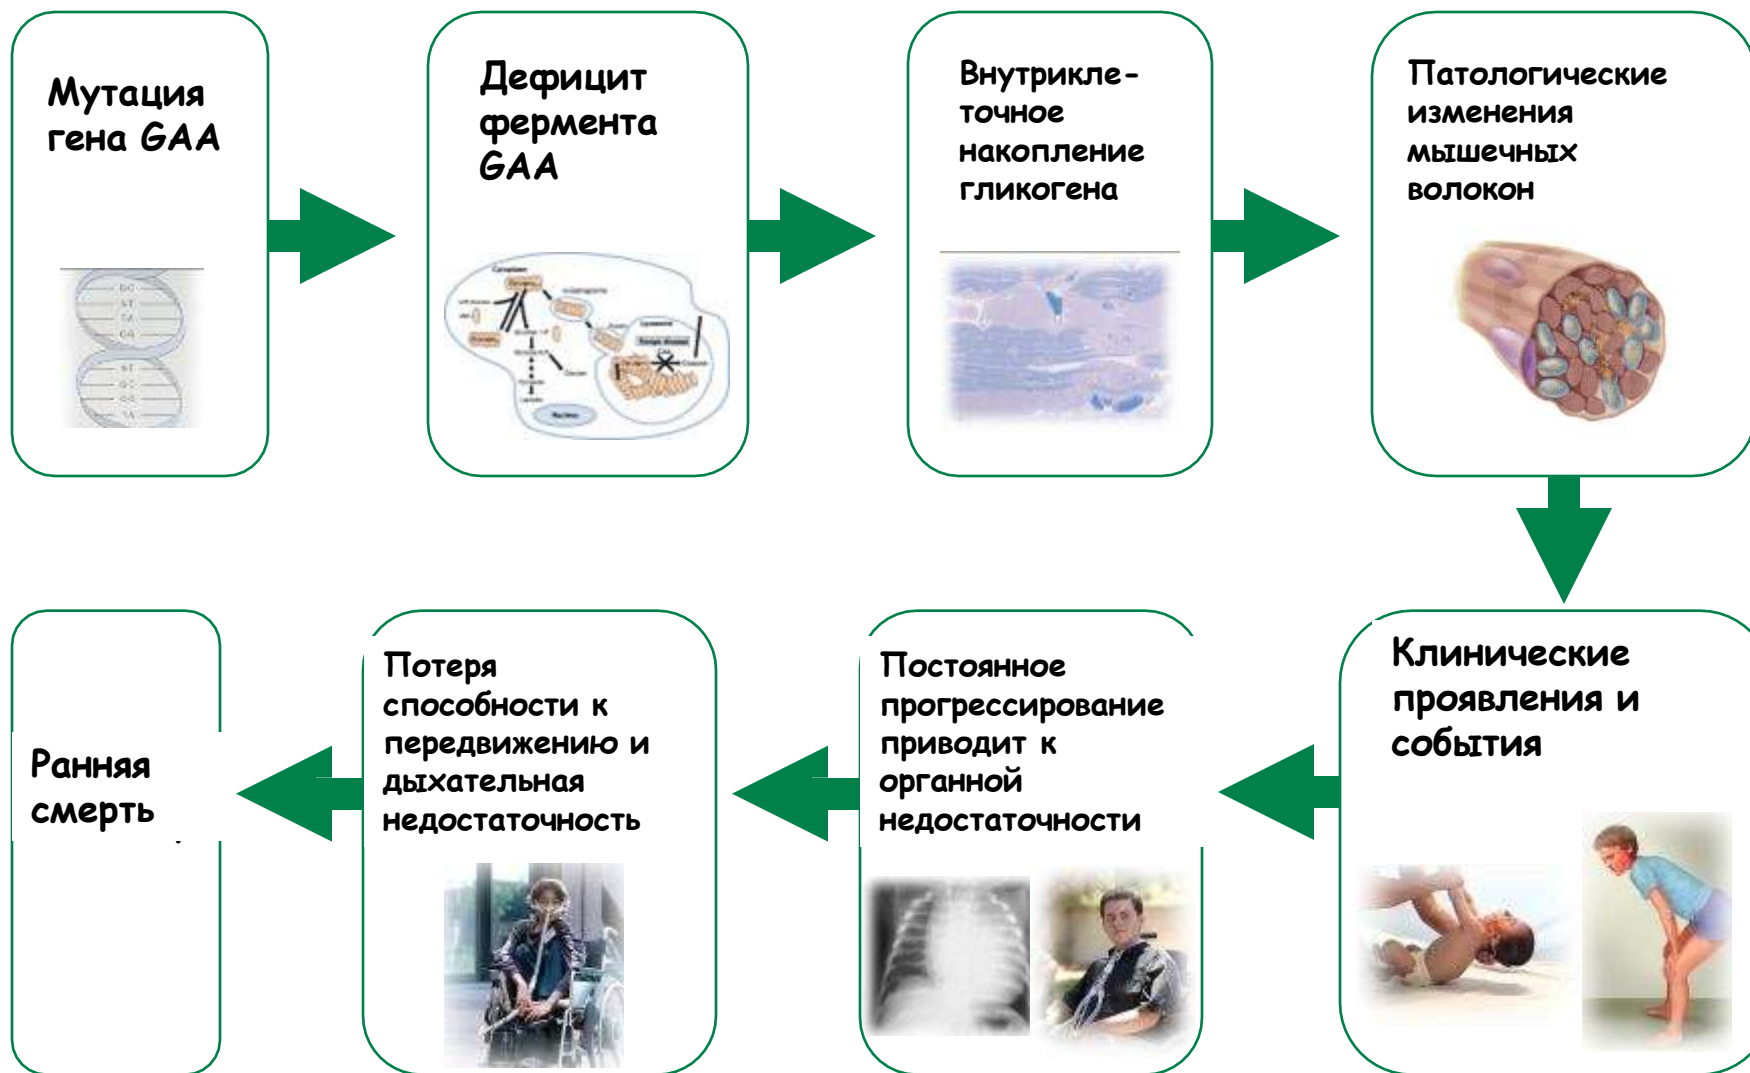 Мутация
гена GAA
Дефицит
фермента
GAA
Внутрикле-
точное
накопление
гликогена
Патологические
изменения
мышечных
волокон
Клинические
проявления и
события
Постоянное
прогрессирование
приводит к
органной
недостаточности
Потеря
способности к
передвижению и
дыхательная
недостаточность
Ранняя
смерть